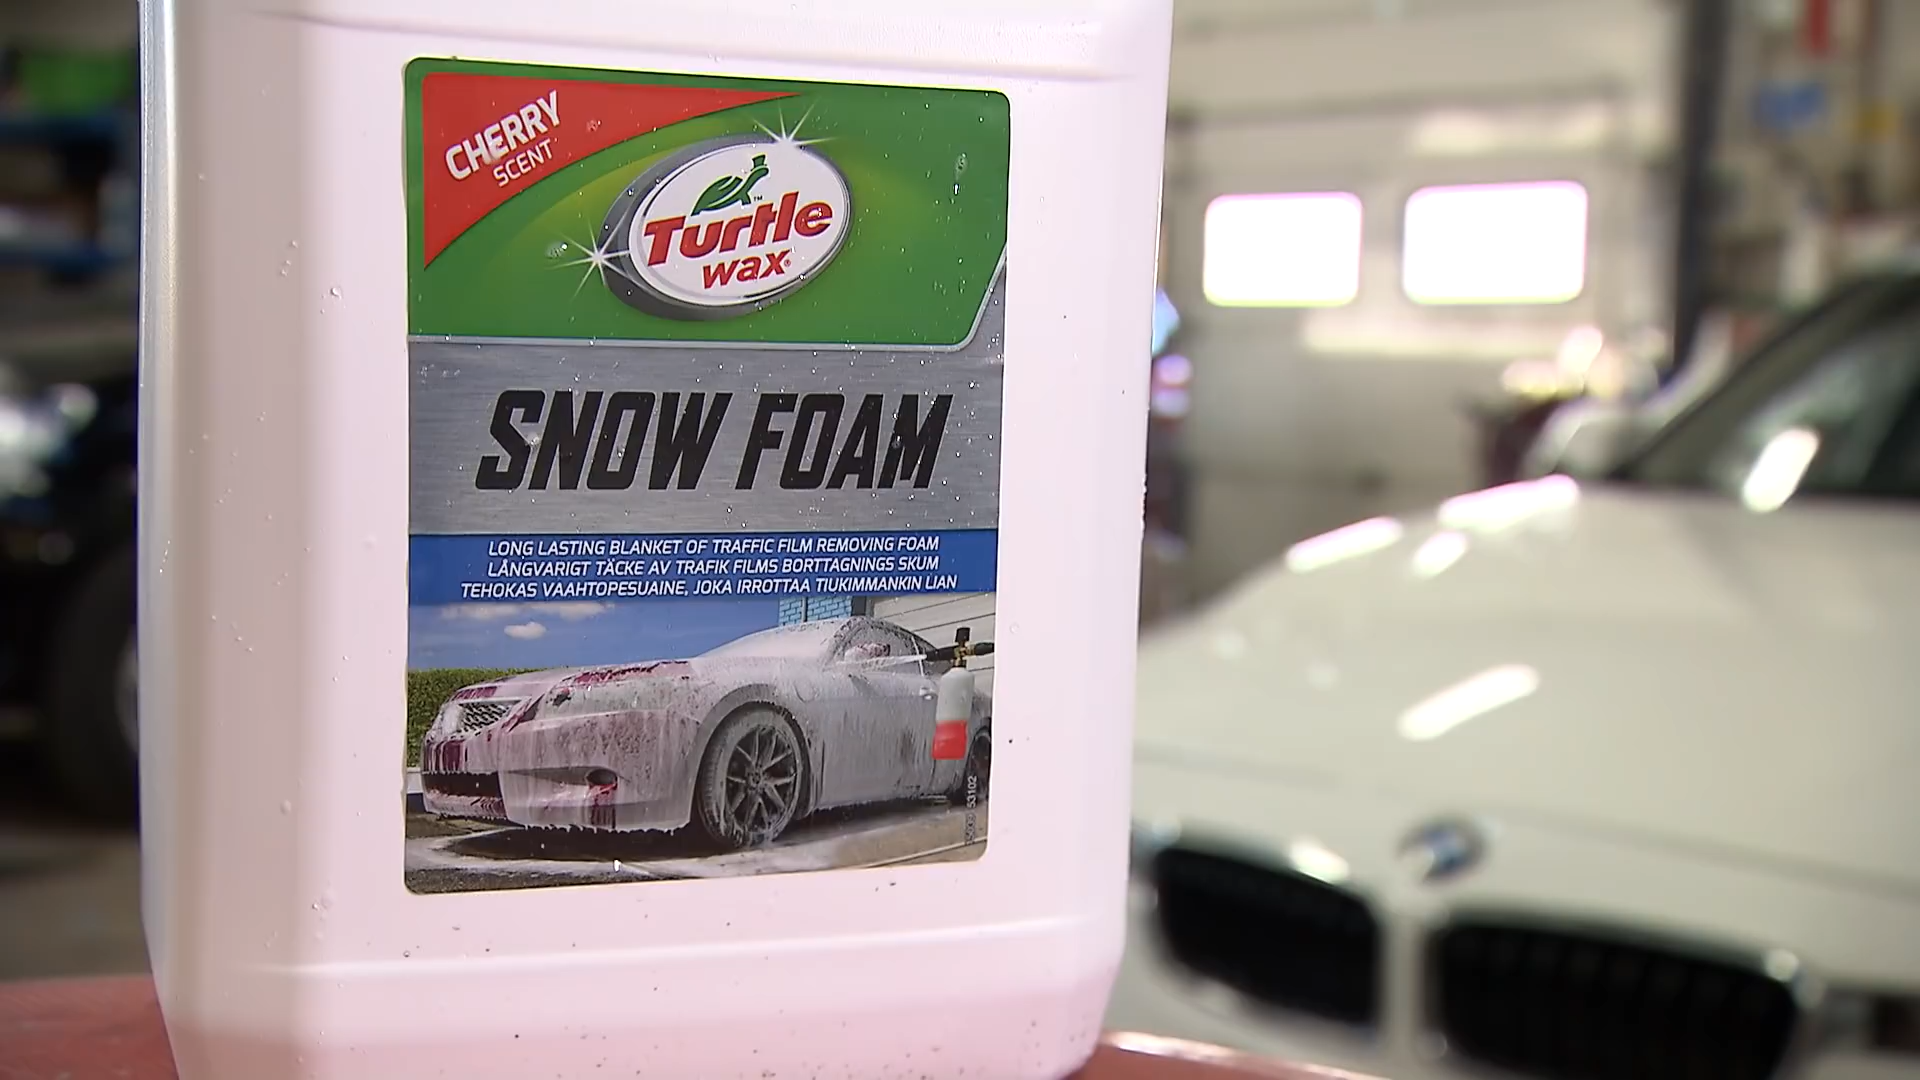 CHERRY
SCENT
Turtle
wax
SNOW FOAM
LONG LASTING BLANKET OF TRAFFIC FILM REMOVING FOAM
LÅNGVARIGT TÄCKE AV TRAFIK FILMS BORTTAGNINGS SKUM
TEHOKAS VAAHTOPESUAINE, JOKA IRROTTAA TIUKIMMANKIN LIAN
53102